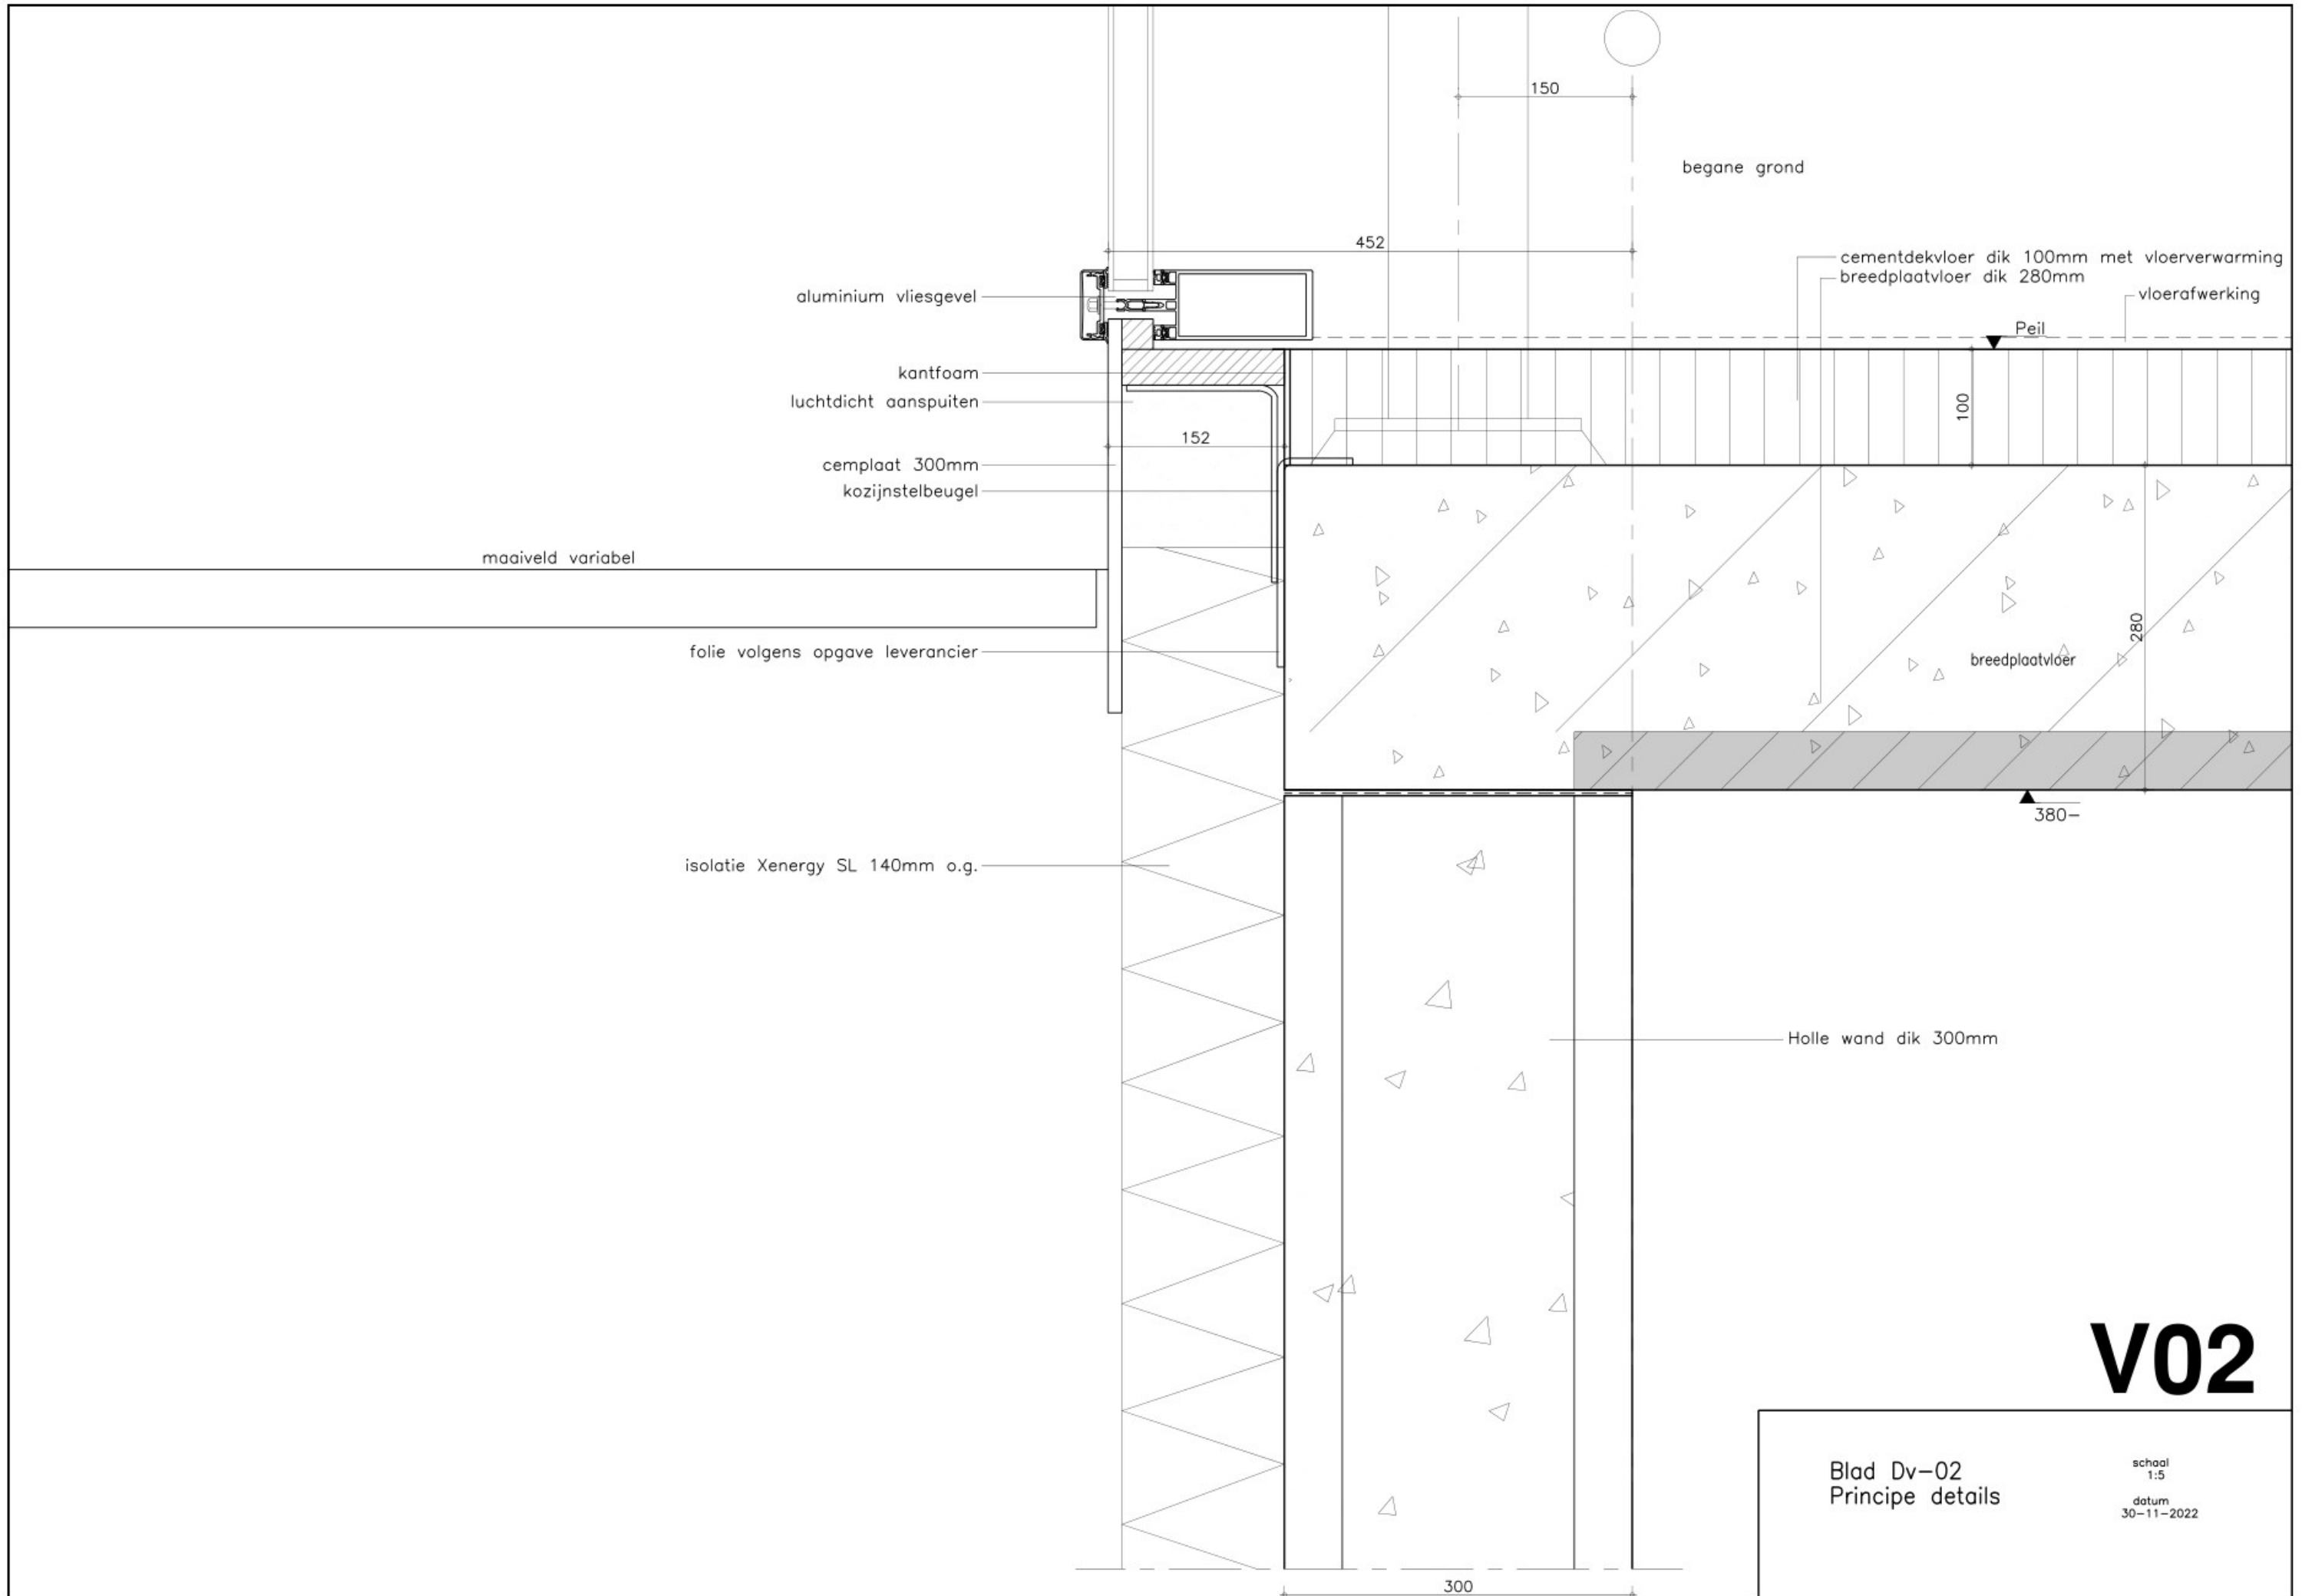 150
begane grond
452
cementdekvloer dik 100mm met vloerverwarming
breedplaatvloer dik 280mm
vloerafwerking
aluminium vliesgevel
Peil
kantfoam
luchtdicht aanspuiten
100
152
cemplaat 300mm
kozijnstelbeugel
maaiveld variabel
280
folie volgens opgave leverancier
breedplaatvloer
380-
isolatie Xenergy SL 140mm o.g.
Holle wand dik 300mm
V02
Blad Dv-02
Principe details
schaal
1:5
datum
30-11-2022
300